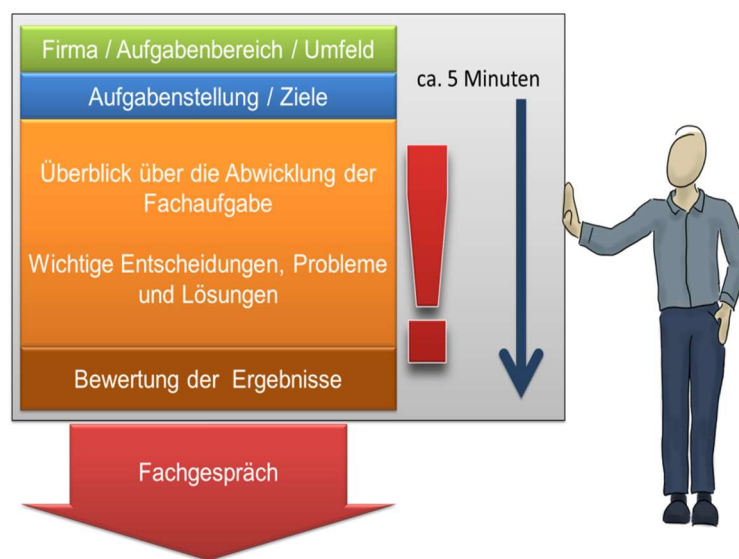 Firma / Aufgabenbereich / Umfeld
Aufgabenstellung / Ziele
ca. 5 Minuten
Überblick über die Abwicklung der
Fachaufgabe
Wichtige Entscheidungen, Probleme
und Lösungen
Bewertung der Ergebnisse
Fachgespräch